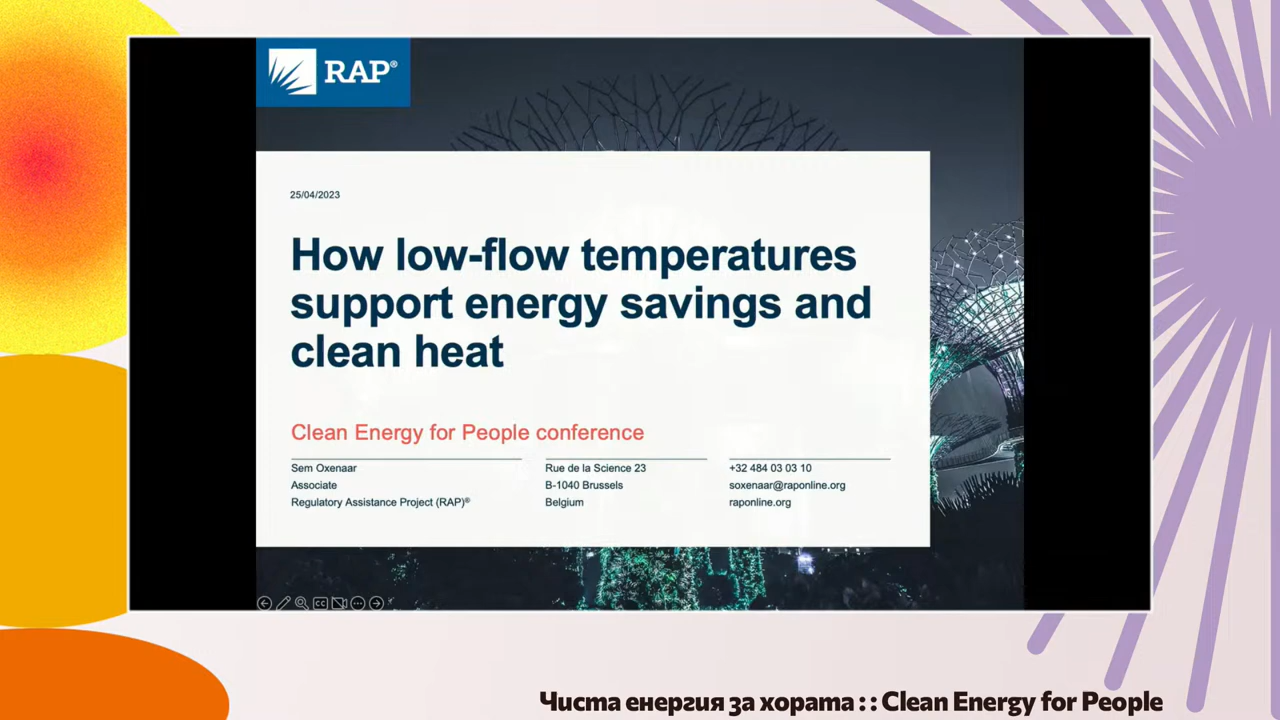 RAP®
25/04/2023
How low-flow temperatures
support energy savings and
clean heat
Clean Energy for People conference
Sem Oxenaar
Associate
Regulatory Assistance Project (RAP)®
Rue de la Science 23
B-1040 Brussels
Belgium
+32 484 03 03 10
soxenaar@raponline.org
raponline.org
CC
Чиста енергия за хората :: Clean Energy for People